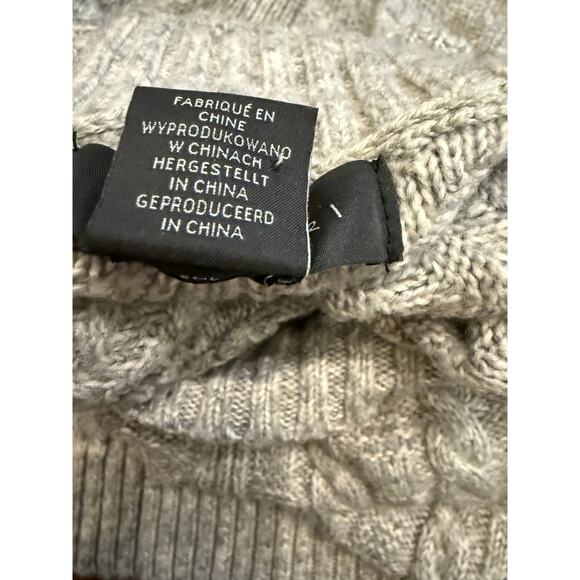 FABRIQUÉ EN
CHINE
WYPRODUKOWANO
W CHINACH
HERGESTELLT
IN CHINA
GEPRODUCEERD
IN CHINA